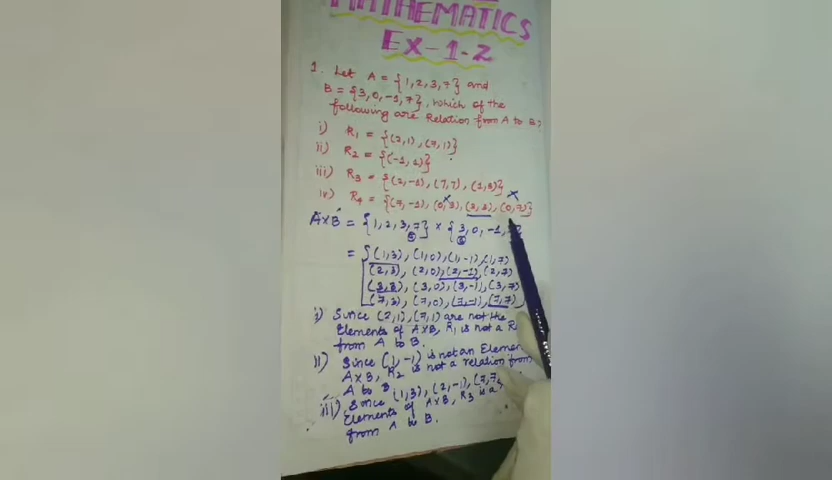 MATHEMATICS
EX-1-2
1. Let A = {1,2,3,7} and
B = {3,0,-1,7}, Which of the
following are Relation from A to B;
i) R1 = {(2,1), (7,1)}
ii) R2 = {(-1,1)}
iii) R3 = {(2,-1), (7,7), (1,3)}
iv) R4 = {(7,-1), (0,3), (3,3), (0,7)}
A×B = {1,2,3,7} × {3,0,-1,
= {(1,3), (1,0), (1,-1), (1,7)
(2,3), (2,0), (2,-1), (2,7)
(3,3), (3,0), (3,-1), (3,7)
(7,3), (7,0), (7,-1), (7,7)
i) Since (2,1), (7,1) are not the
Elements of A×B, R1 is not a R
from A to B.
ii) Since (1,-1) is not an Elemen
A×B, R2 is not a relation from
A to B.
iii) Since (1,3), (2,-1), (7,7
Elements of A×B, R3 is a
from A to B.